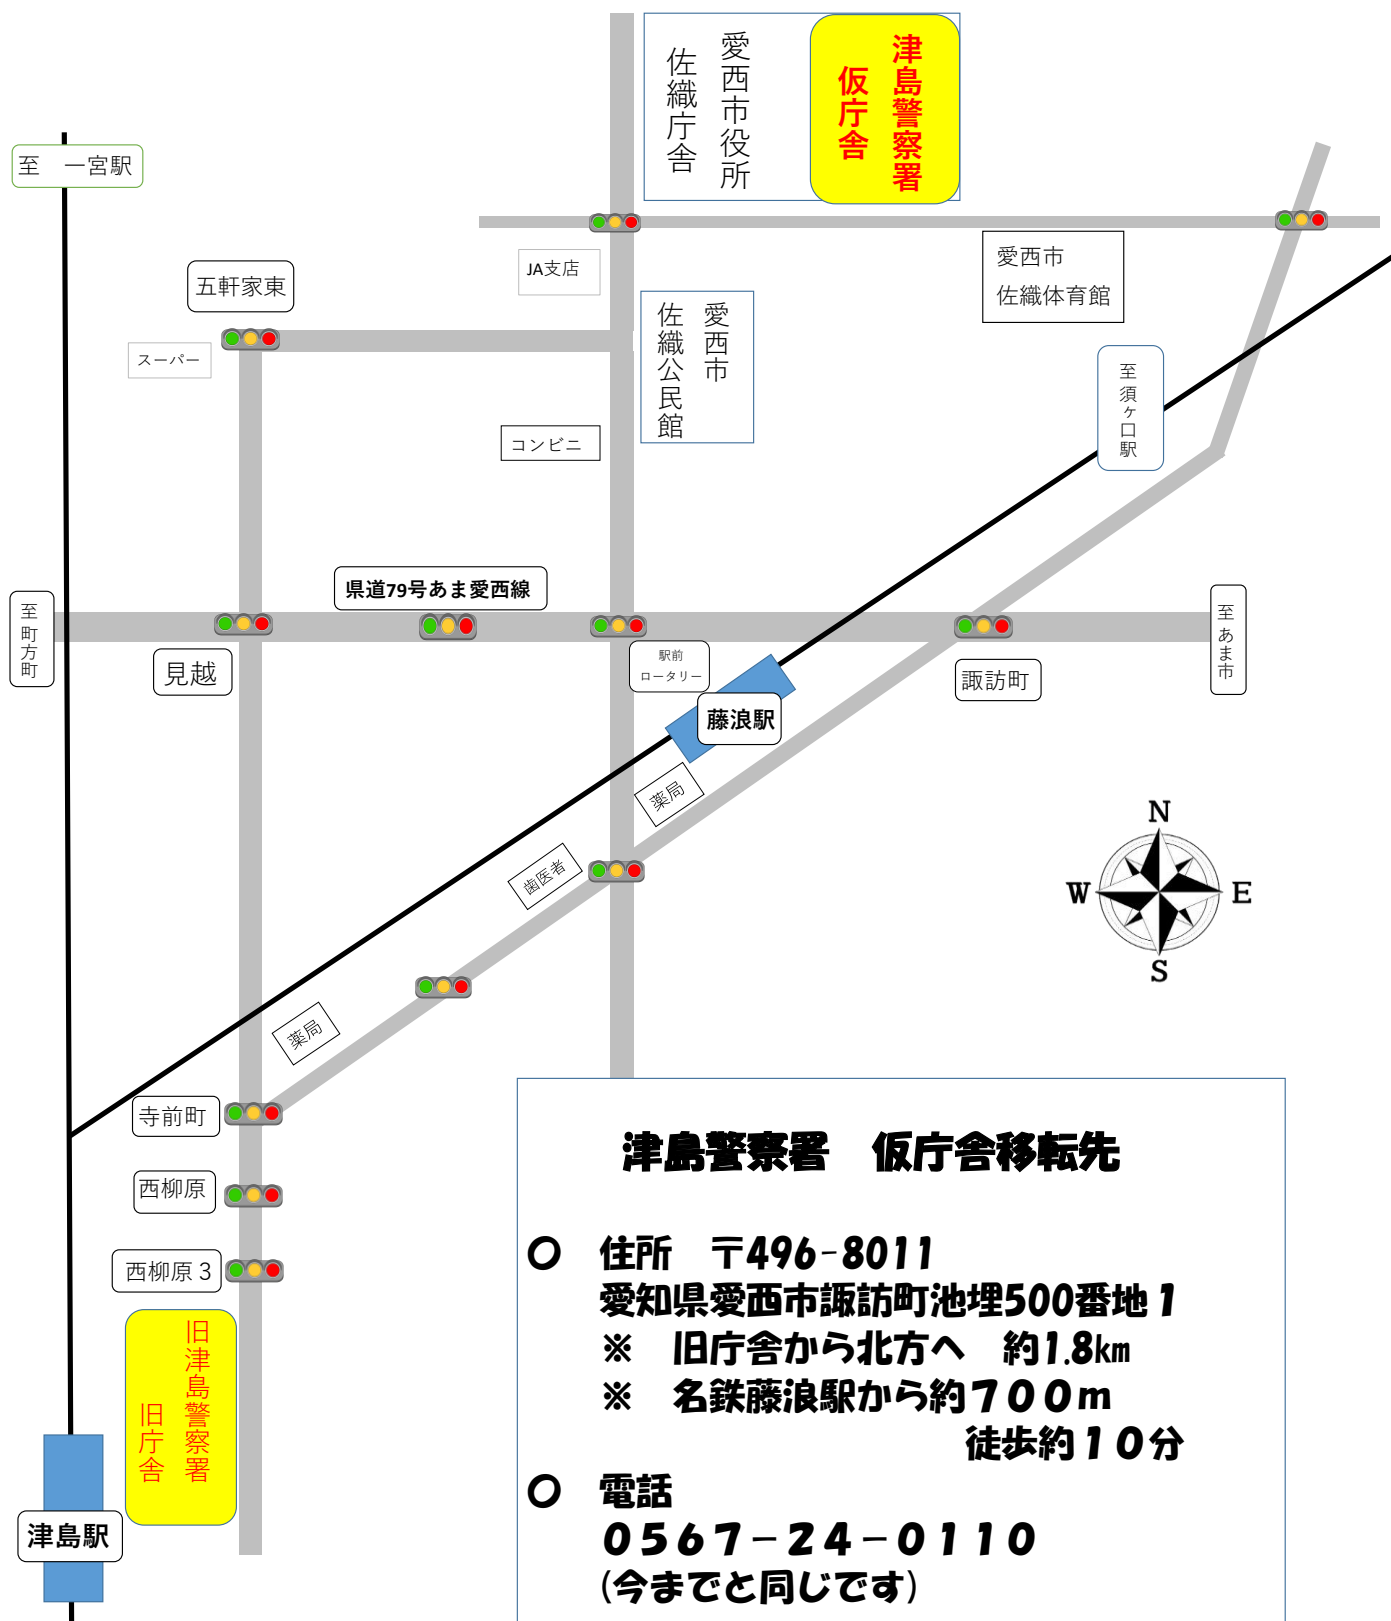 愛西市役所
佐織庁舎
津島警察署
仮庁舎
至　一宮駅
JA支店
愛西市
佐織体育館
五軒家東
スーパー
愛西市
佐織公民館
コンビニ
至須ヶ口駅
県道79号あま愛西線
至町方町
見越
駅前
ロータリー
藤浪駅
諏訪町
至あま市
薬局
歯医者
薬局
N
W
E
S
寺前町
西柳原
西柳原３
旧津島警察署
旧庁舎
津島駅
津島警察署　仮庁舎移転先
○　住所　〒496-8011
愛知県愛西市諏訪町池埋500番地１
※　旧庁舎から北方へ　約1.8㎞
※　名鉄藤浪駅から約７００ｍ
徒歩約１０分
○　電話
０５６７－２４－０１１０
(今までと同じです)